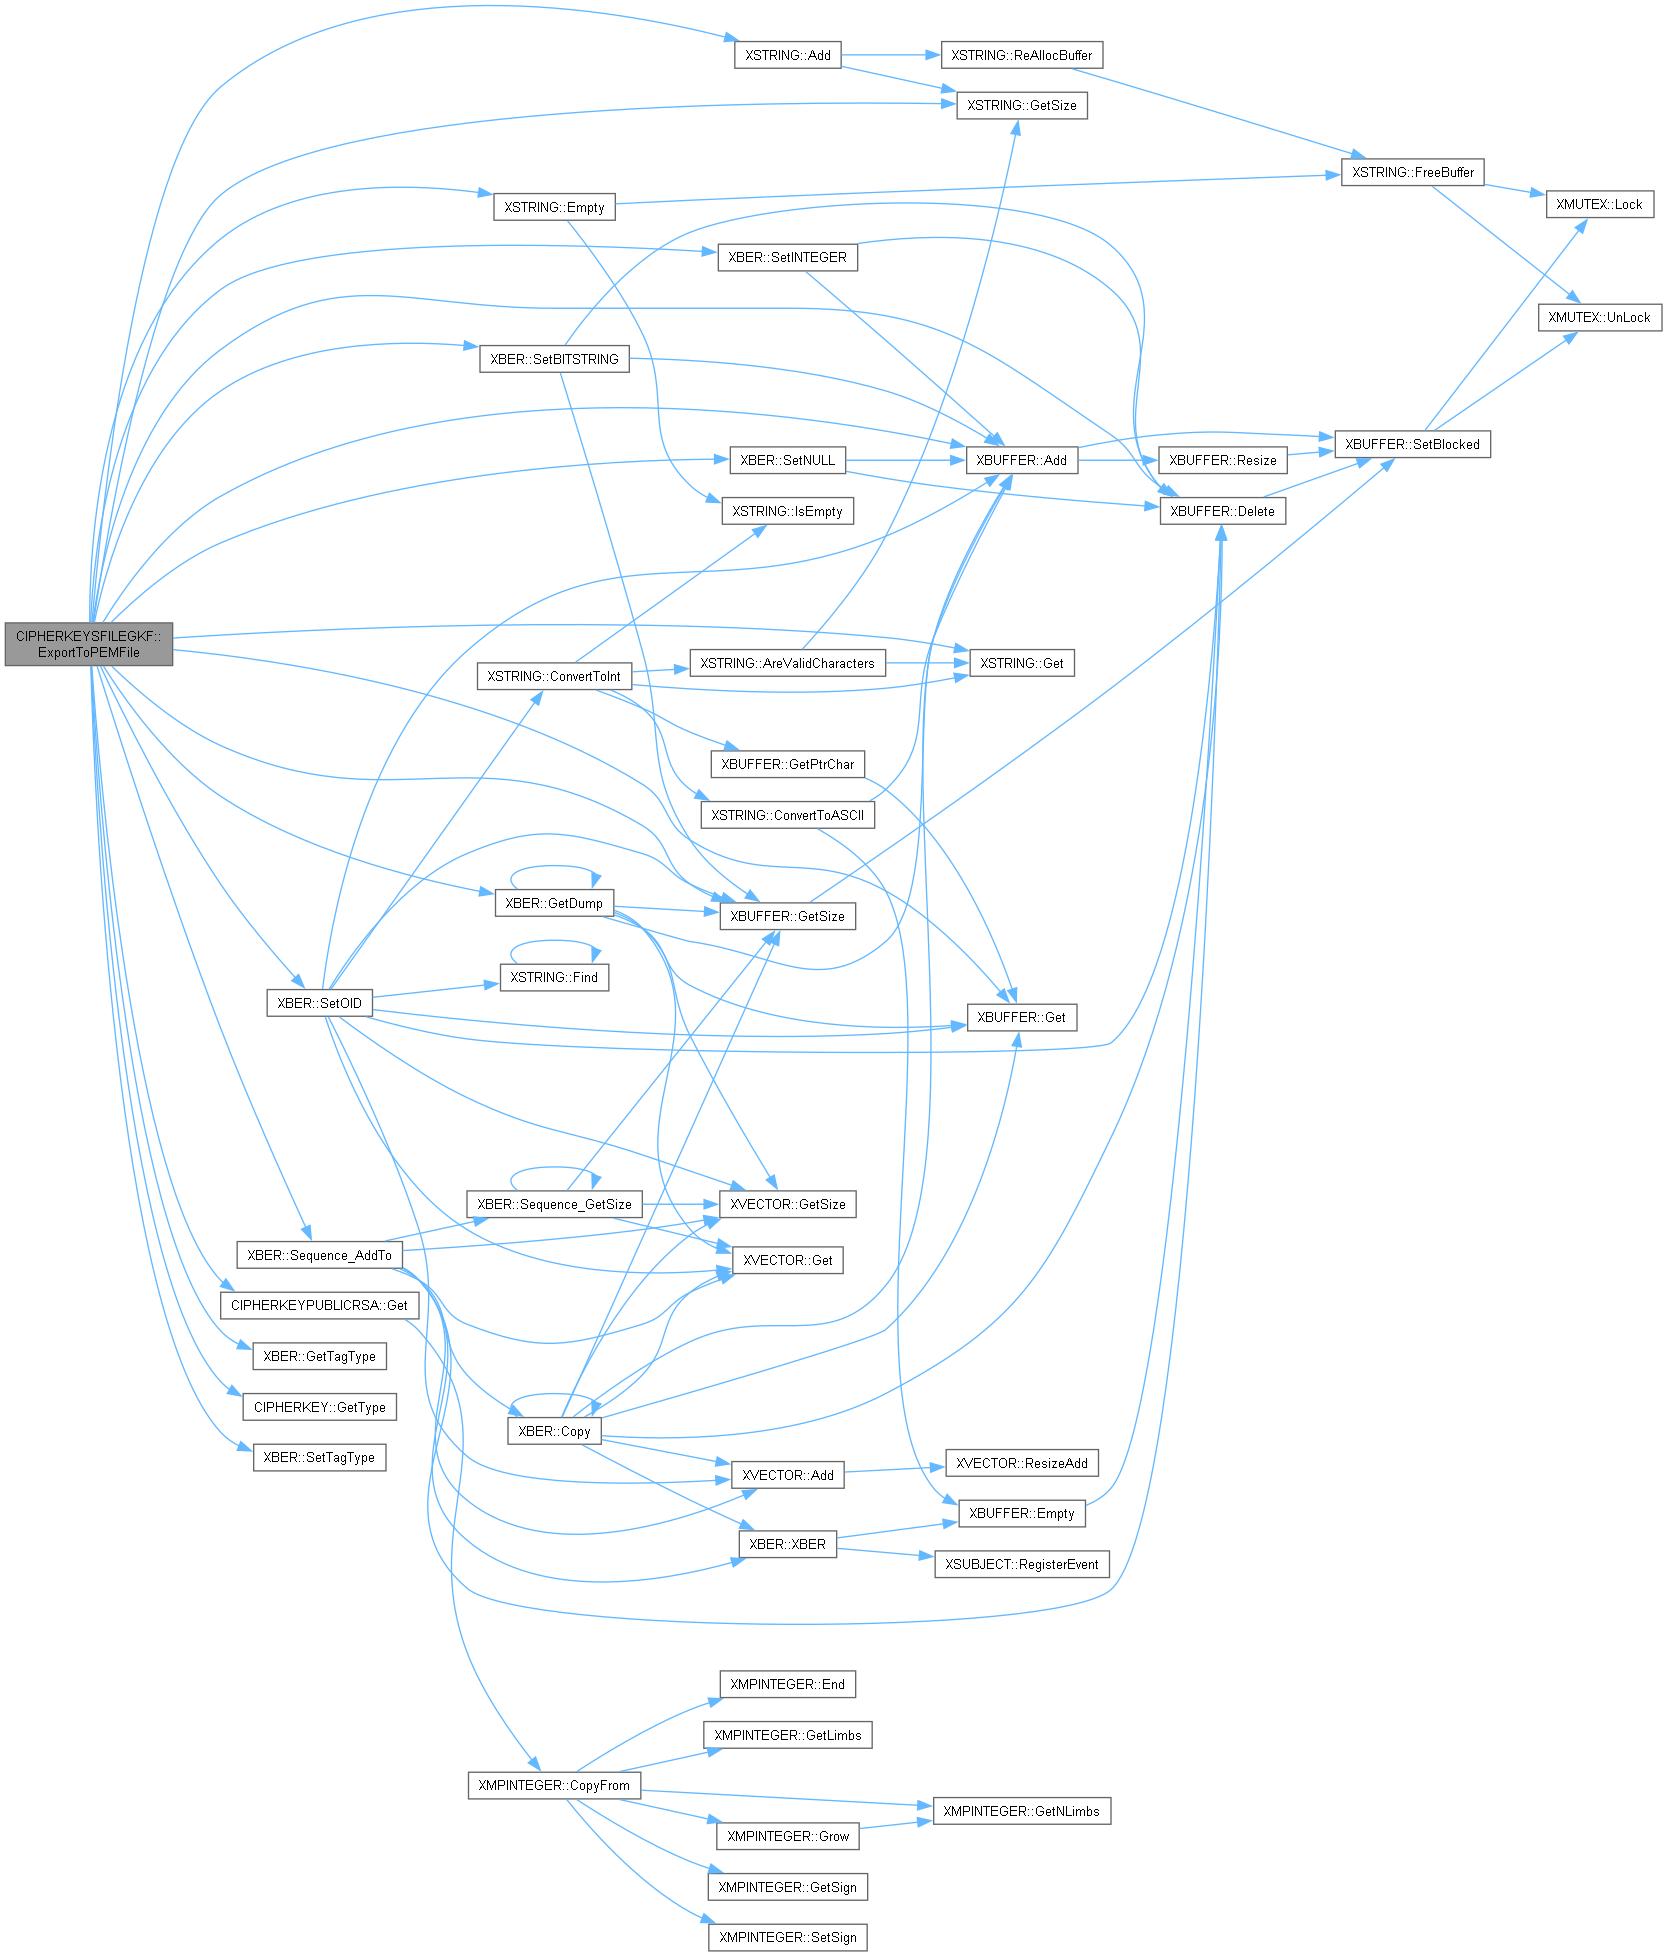 XSTRING::Add
XSTRING::ReAllocBuffer
XSTRING::GetSize
XSTRING::FreeBuffer
XMUTEX::Lock
XSTRING::Empty
XBER::SetINTEGER
XMUTEX::UnLock
XBER::SetBITSTRING
XBUFFER::SetBlocked
XBER::SetNULL
XBUFFER::Add
XBUFFER::Resize
XSTRING::IsEmpty
XBUFFER::Delete
CIPHERKEYSFILEGKF::
ExportToPEMFile
XSTRING::AreValidCharacters
XSTRING::Get
XSTRING::ConvertToInt
XBUFFER::GetPtrChar
XSTRING::ConvertToASCII
XBER::GetDump
XBUFFER::GetSize
XSTRING::Find
XBER::SetOID
XBUFFER::Get
XBER::Sequence_GetSize
XVECTOR::GetSize
XBER::Sequence_AddTo
XVECTOR::Get
CIPHERKEYPUBLICRSA::Get
XBER::GetTagType
CIPHERKEY::GetType
XBER::Copy
XBER::SetTagType
XVECTOR::Add
XVECTOR::ResizeAdd
XBUFFER::Empty
XBER::XBER
XSUBJECT::RegisterEvent
XMPINTEGER::End
XMPINTEGER::GetLimbs
XMPINTEGER::CopyFrom
XMPINTEGER::GetNLimbs
XMPINTEGER::Grow
XMPINTEGER::GetSign
XMPINTEGER::SetSign